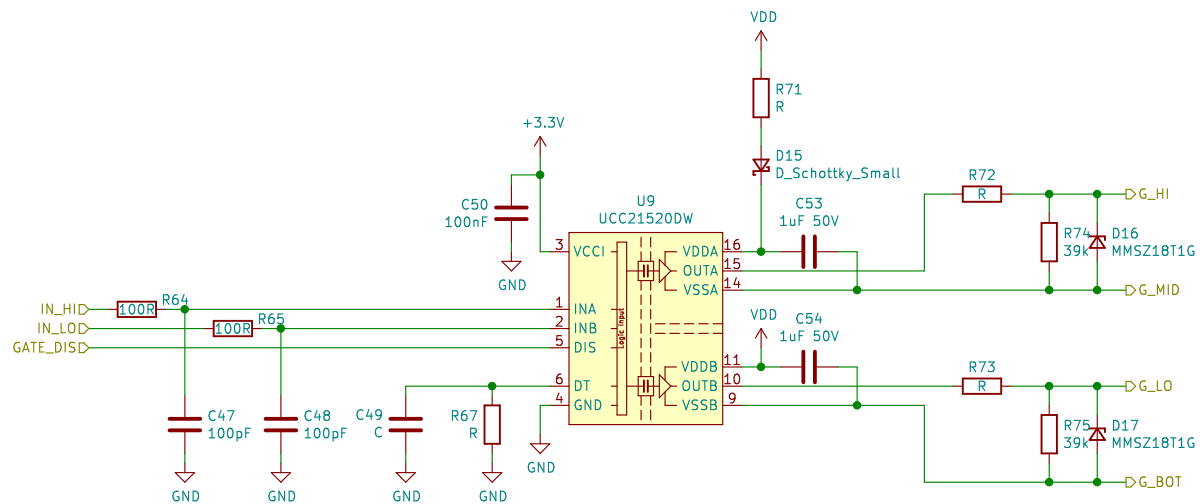 VDD
R71
R
+3.3V
D15
D_Schottky_Small
R72
R
G_HI
U9
UCC21520DW
C50
100nF
C53
1uF 50V
R74
39k
D16
MMSZ18T1G
3
VCCI
VDDA
16
OUTA
15
VSSA
14
G_MID
GND
IN_HI
100R
R64
1
INA
IN_LO
100R
R65
2
INB
GATE_DIS
5
DIS
Logic Input
VDD
C54
1uF 50V
VDDB
11
OUTB
10
VSSB
9
R73
R
G_LO
6
DT
4
GND
C47
100pF
C48
100pF
C49
C
R67
R
R75
39k
D17
MMSZ18T1G
GND
GND
GND
GND
GND
G_BOT